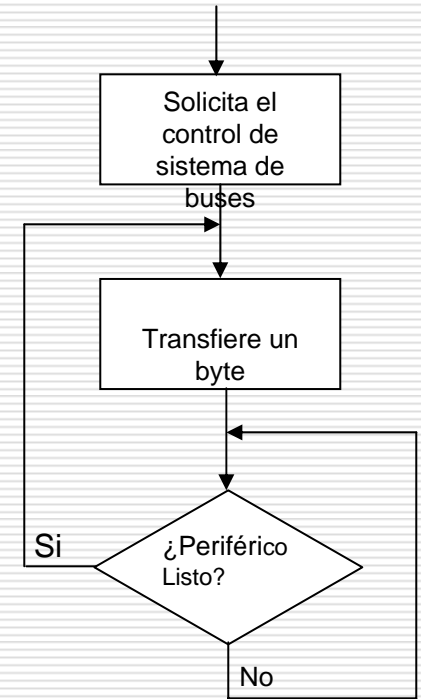 Solicita el
control de
sistema de
buses
Transfiere un
byte
¿Periférico
Listo?
Si
No